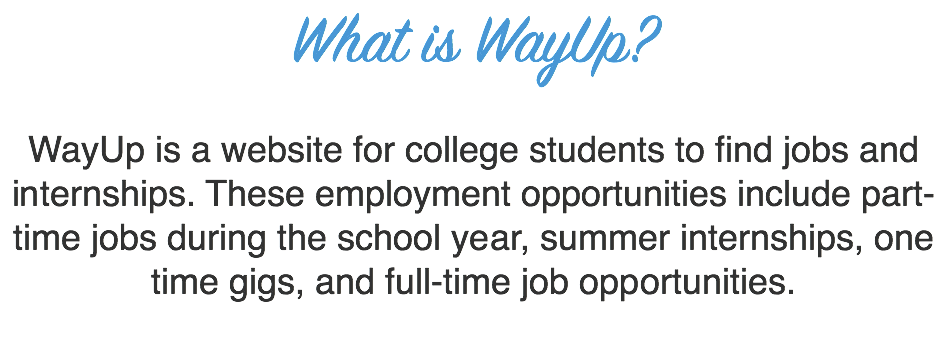 What is WayUp?
WayUp is a website for college students to find jobs and
internships. These employment opportunities include part-
time jobs during the school year, summer internships, one
time gigs, and full-time job opportunities.